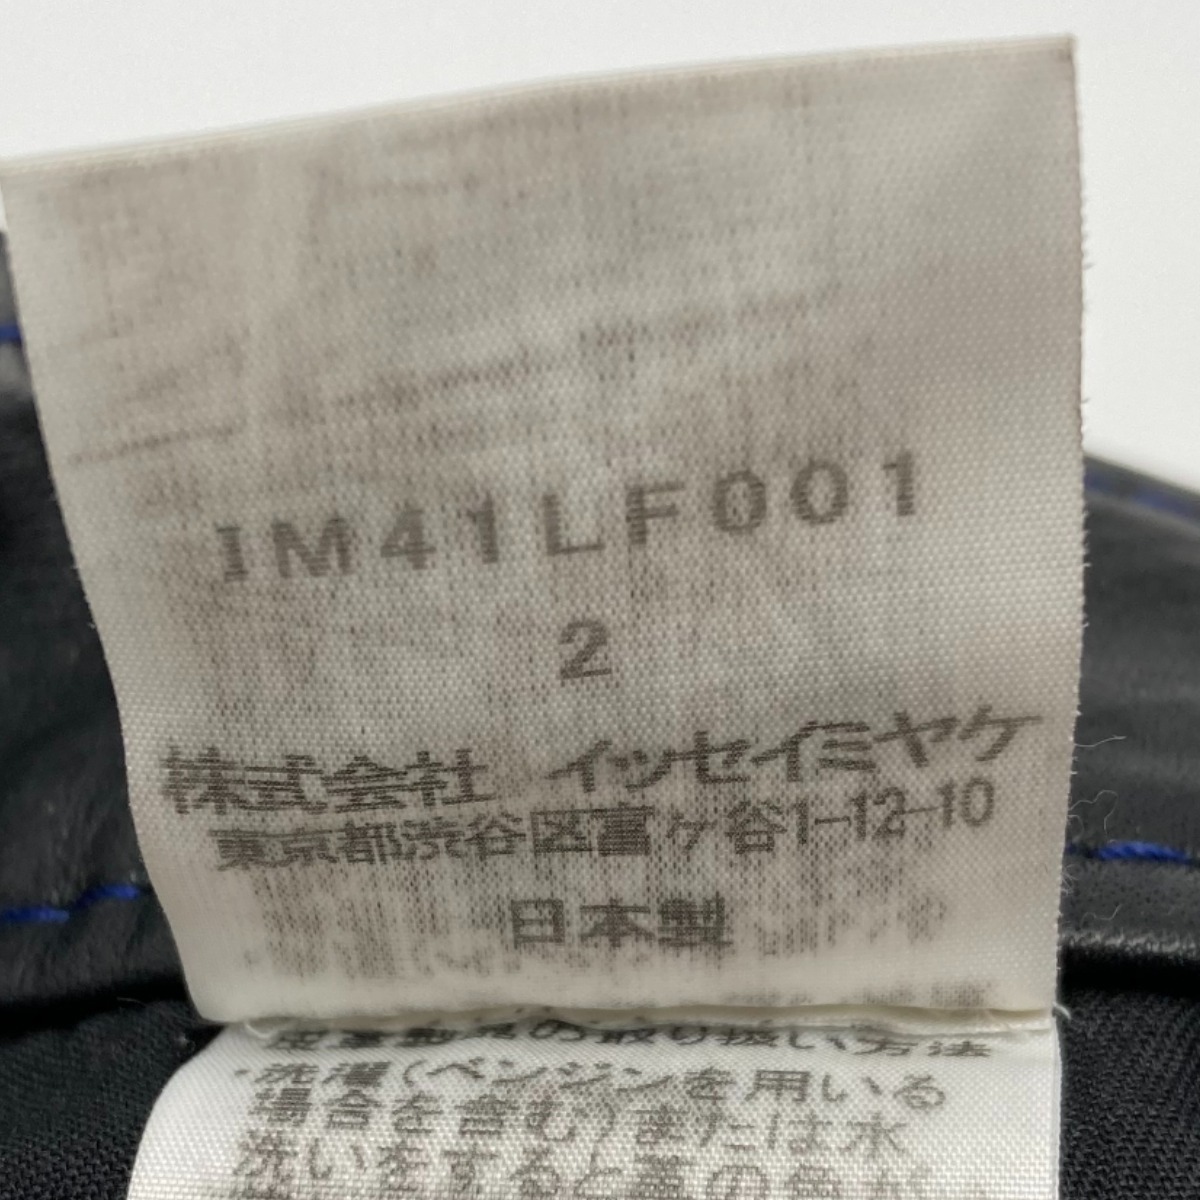 IM41LF001
2
株式会社 イッセイミヤケ
東京都渋谷区富ヶ谷1-12-10
日本製
皮革製品の取り扱い方法
・洗濯(ベンジンを用いる
場合を含む)または水
洗いをすると革の色が